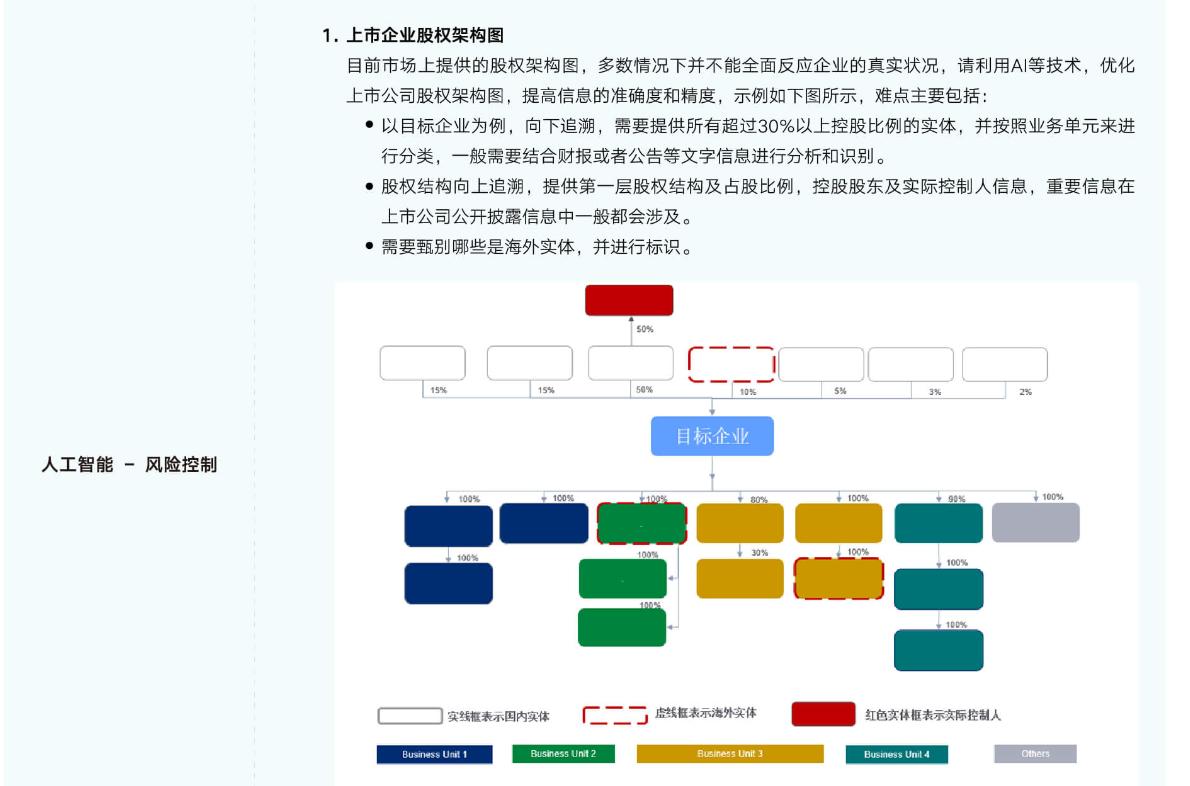 1. 上市企业股权架构图
目前市场上提供的股权架构图，多数情况下并不能全面反应企业的真实状况，请利用AI等技术，优化
上市公司股权架构图，提高信息的准确度和精度，示例如下图所示，难点主要包括：
● 以目标企业为例，向下追溯，需要提供所有超过30%以上控股比例的实体，并按照业务单元来进
行分类，一般需要结合财报或者公告等文字信息进行分析和识别。
● 股权结构向上追溯，提供第一层股权结构及占股比例，控股股东及实际控制人信息，重要信息在
上市公司公开披露信息中一般都会涉及。
● 需要甄别哪些是海外实体，并进行标识。
人工智能 - 风险控制
50%
15% 15% 50% 10% 5% 3% 2%
目标企业
100% 100% 100% 80% 100% 90% 100%
100% 100% 30% 100% 100%
100% 100%
实线框表示国内实体 虚线框表示海外实体 红色实体框表示实际控制人
Business Unit 1 Business Unit 2 Business Unit 3 Business Unit 4 Others